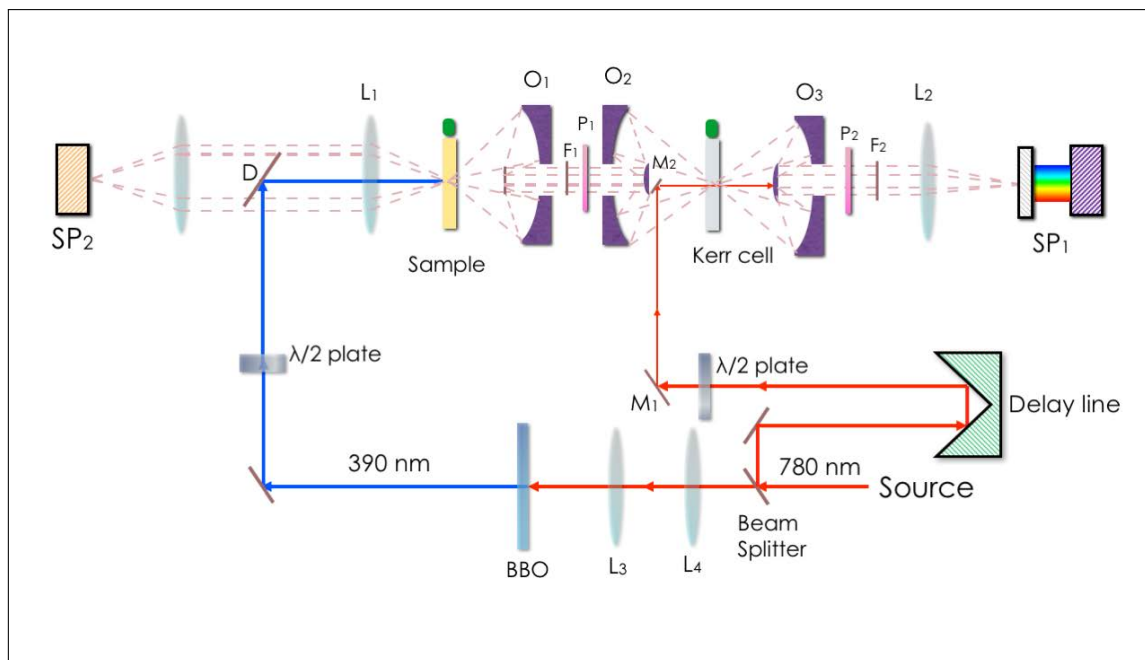 O1
O2
O3
L1
L2
P1
F1
M2
P2
F2
D
SP2
Sample
Kerr cell
SP1
λ/2 plate
λ/2 plate
M1
Delay line
390 nm
780 nm
Source
Beam
Splitter
BBO
L3
L4